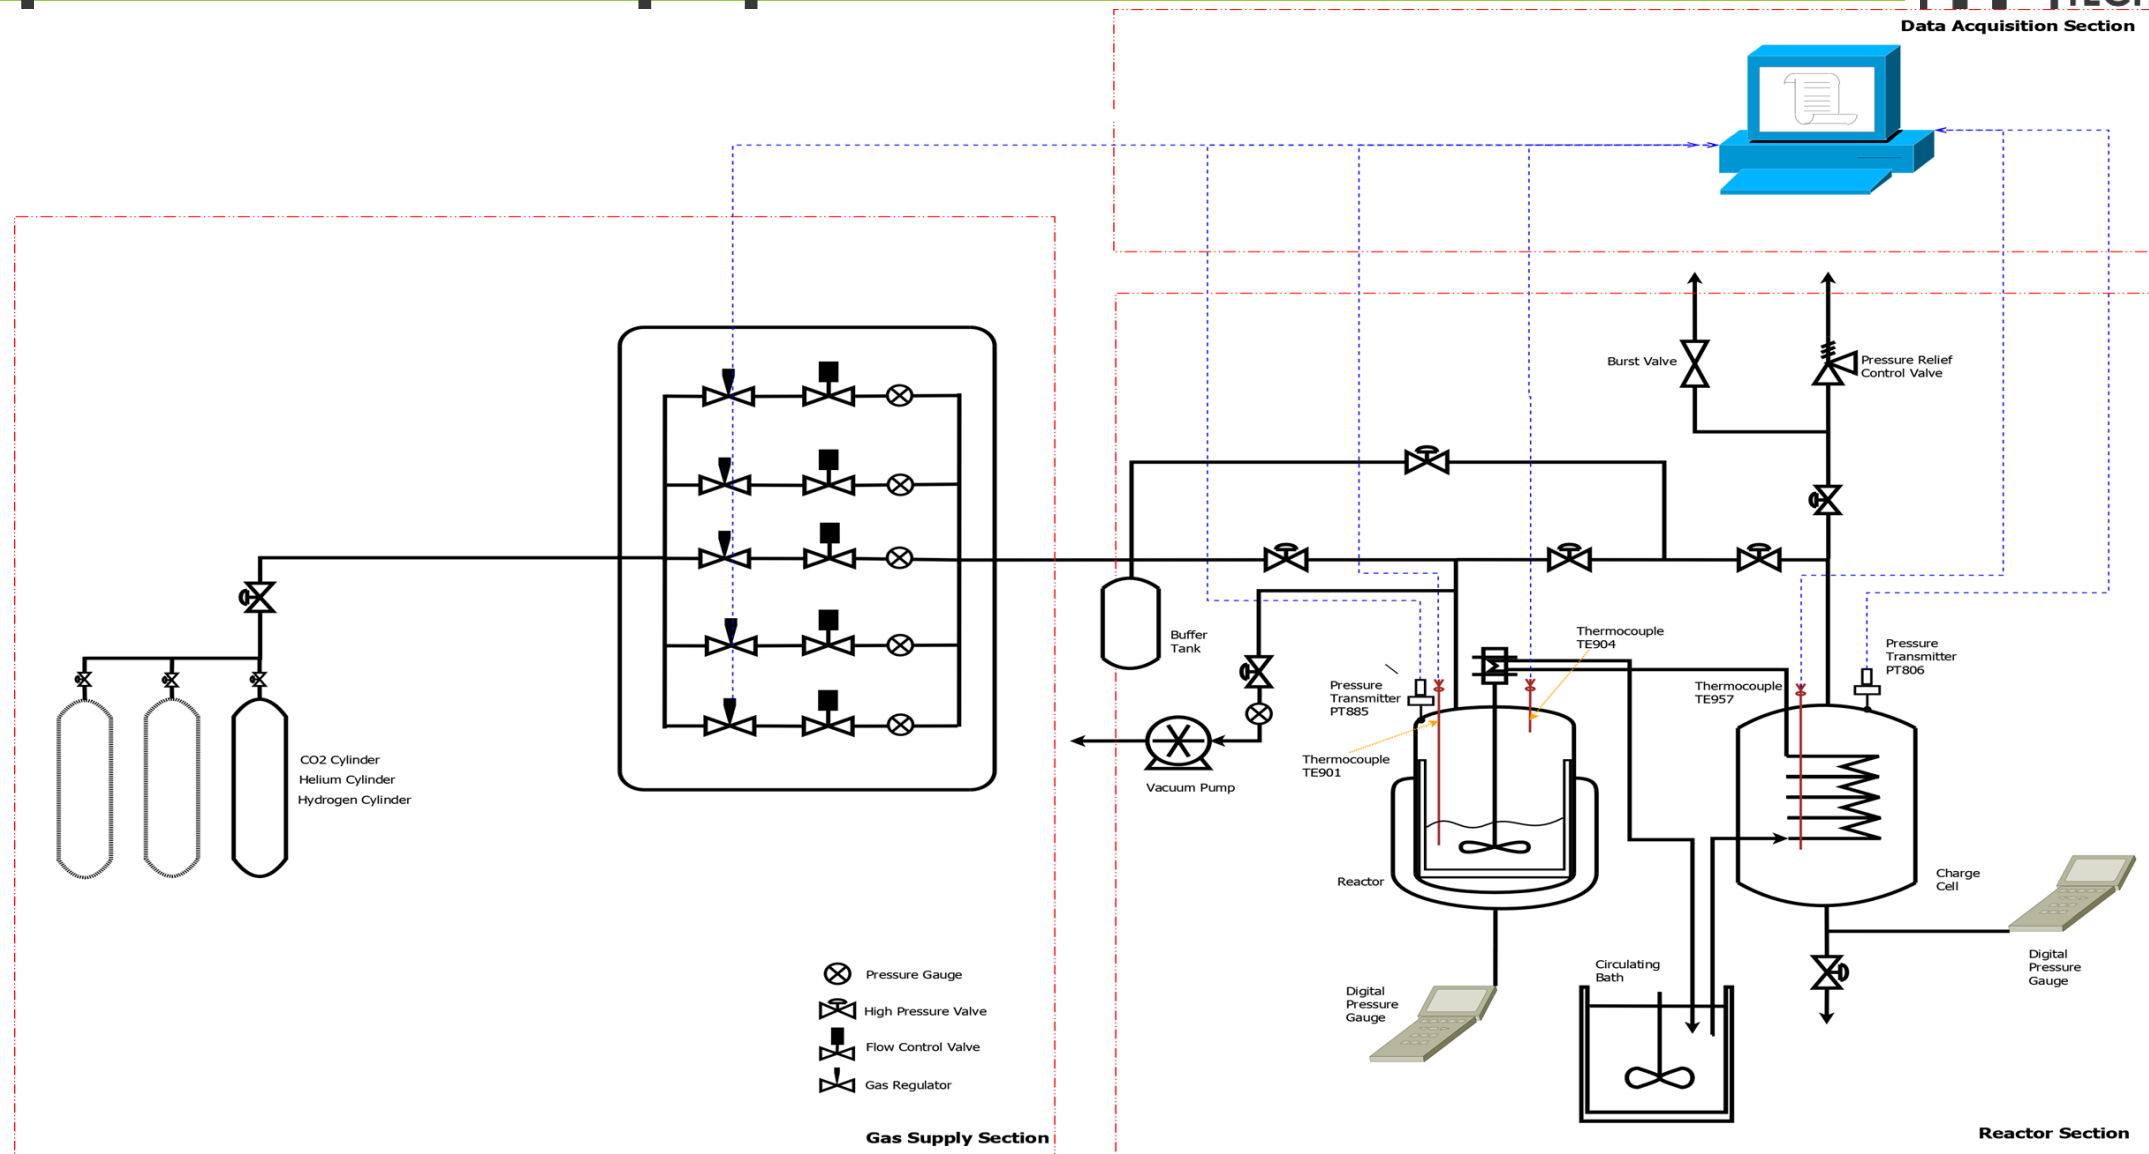 Data Acquisition Section
Burst Valve
Pressure Relief
Control Valve
Buffer
Tank
Thermocouple
TE904
Pressure
Transmitter
PT806
Pressure
Transmitter
PT885
Thermocouple
TE957
CO2 Cylinder
Helium Cylinder
Hydrogen Cylinder
Vacuum Pump
Thermocouple
TE901
Reactor
Charge
Cell
Pressure Gauge
High Pressure Valve
Flow Control Valve
Gas Regulator
Digital
Pressure
Gauge
Circulating
Bath
Digital
Pressure
Gauge
Gas Supply Section
Reactor Section